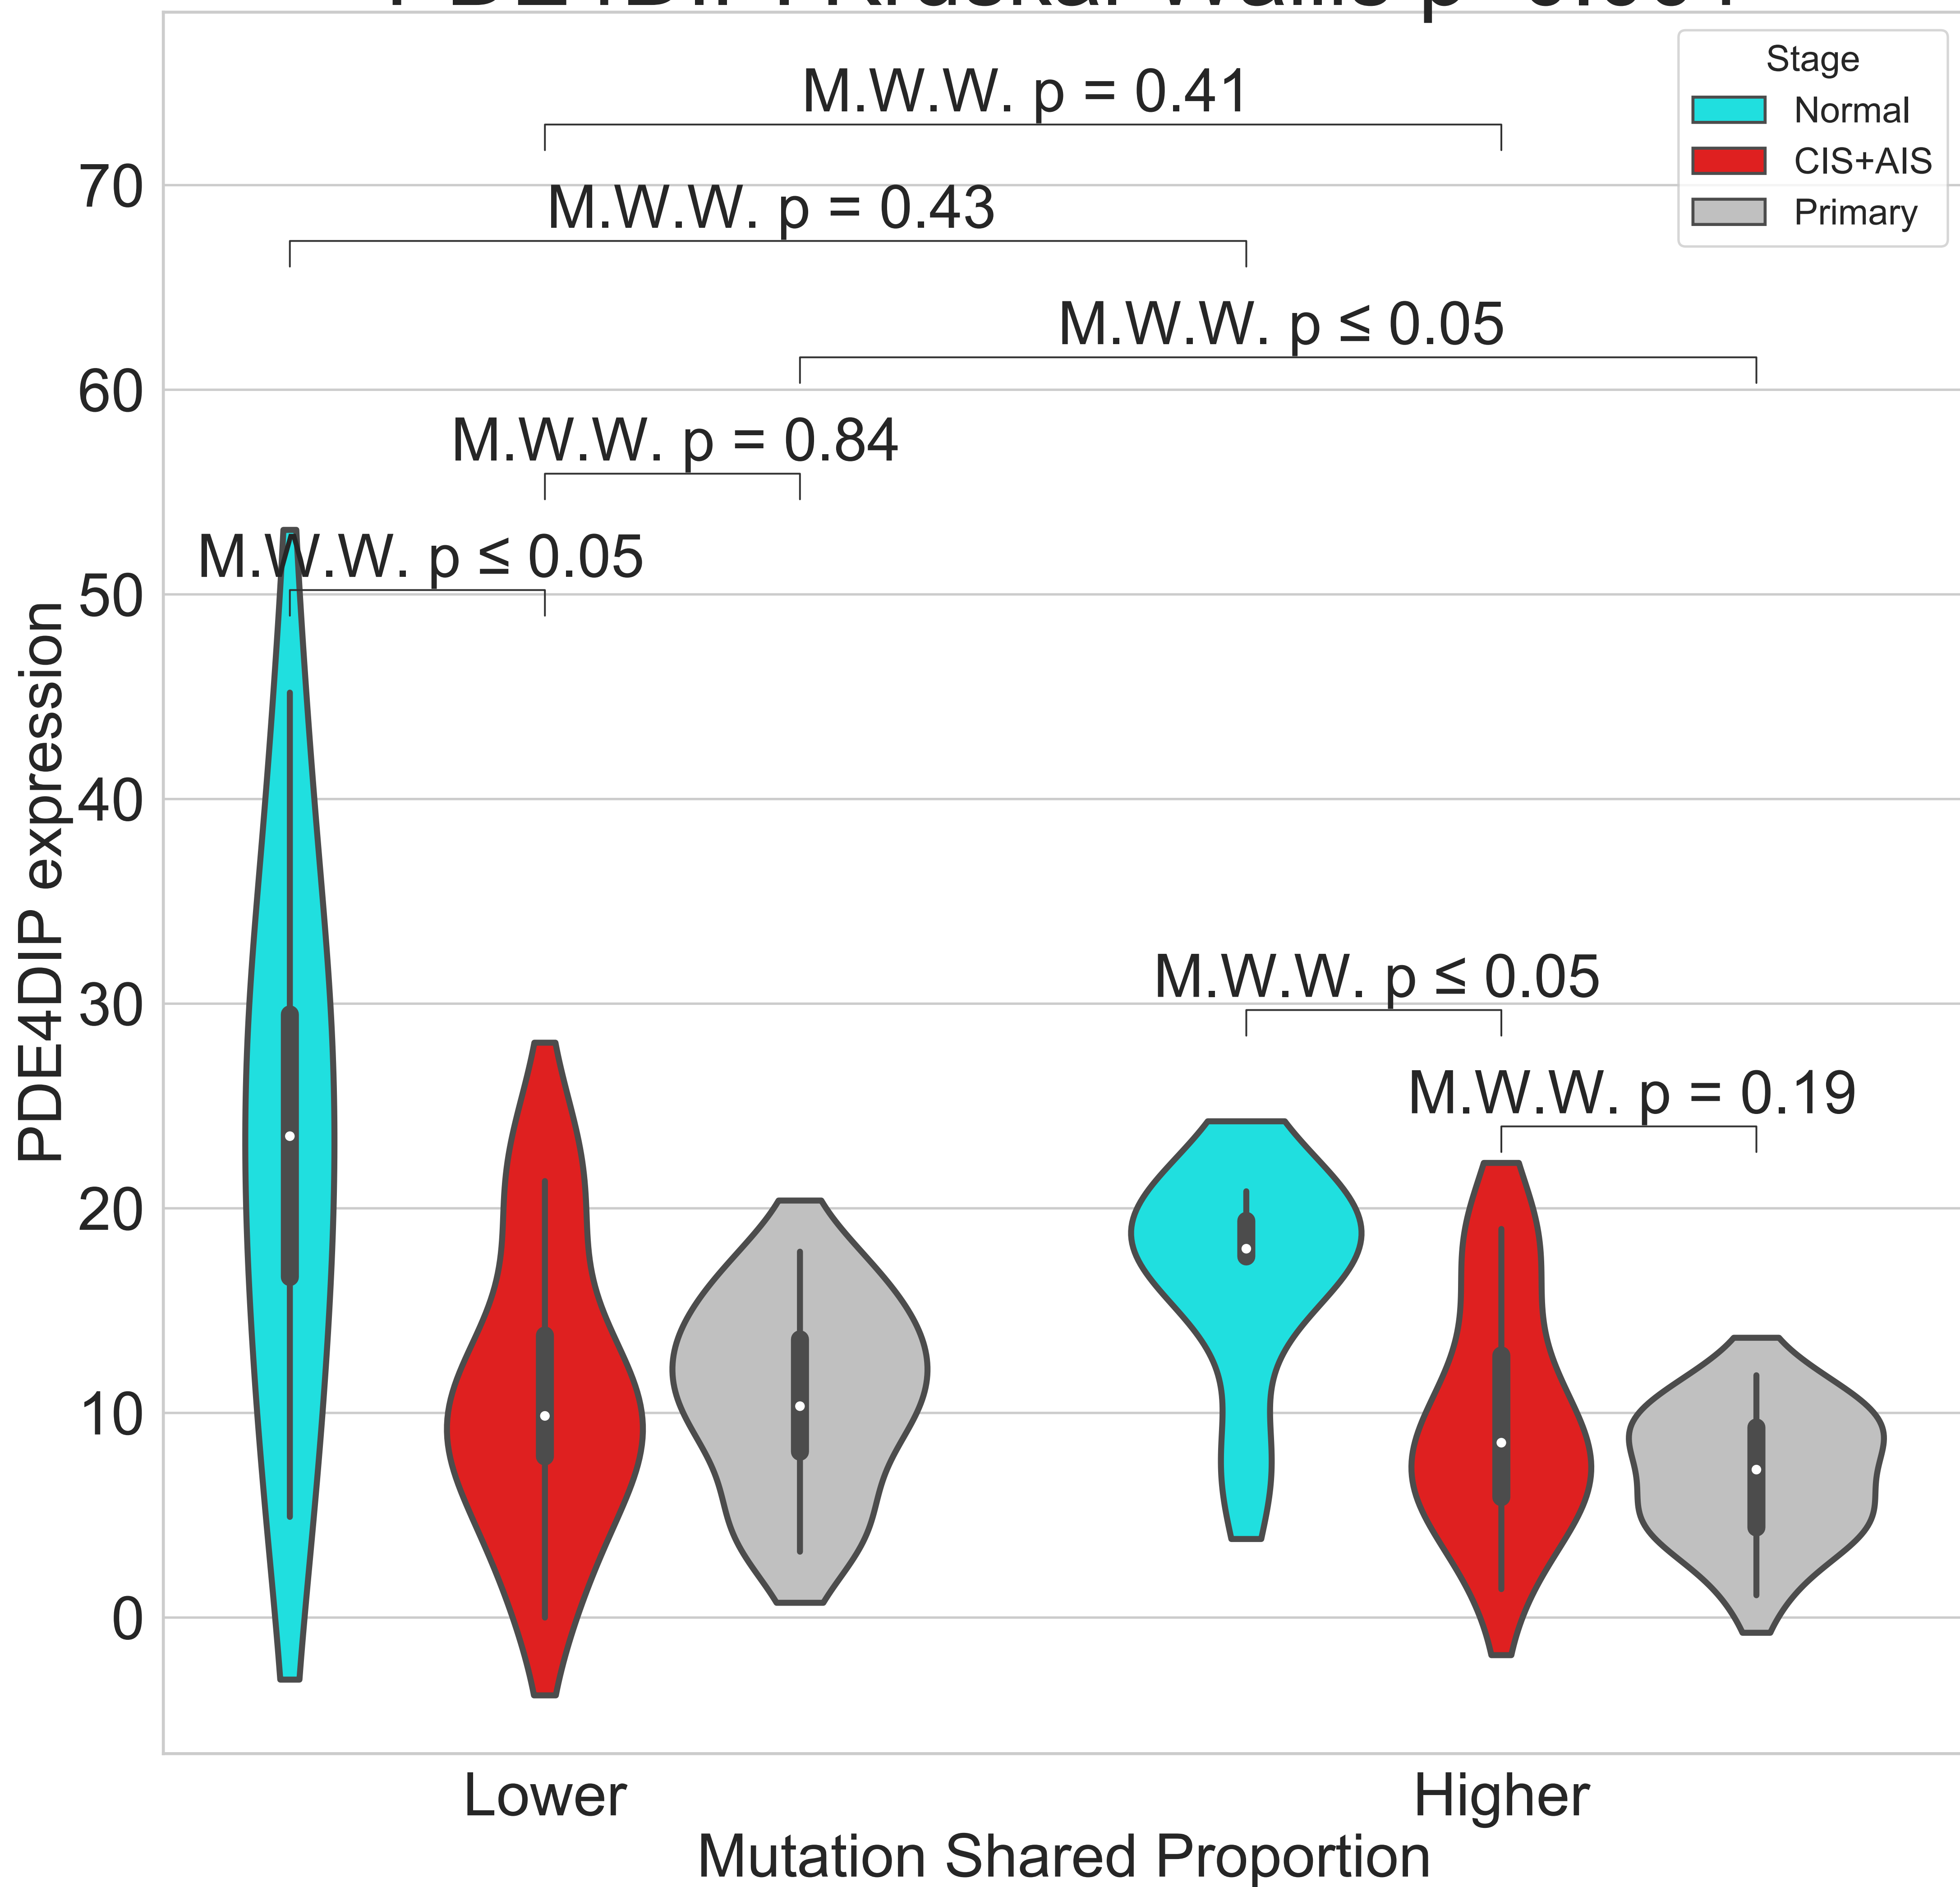 Stage
Normal
CIS+AIS
Primary
M.W.W. p = 0.41
M.W.W. p = 0.43
M.W.W. p ≤ 0.05
M.W.W. p = 0.84
M.W.W. p ≤ 0.05
M.W.W. p ≤ 0.05
M.W.W. p = 0.19
70
60
50
40
30
20
10
0
PDE4DIP expression
Lower
Higher
Mutation Shared Proportion